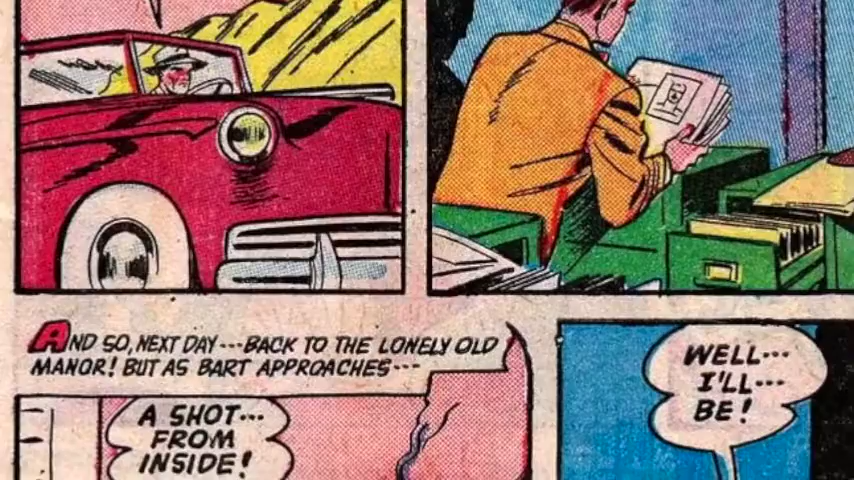 AND SO, NEXT DAY---BACK TO THE LONELY OLD
MANOR! BUT AS BART APPROACHES---
A SHOT---
FROM
INSIDE!
WELL---
I'LL---
BE!